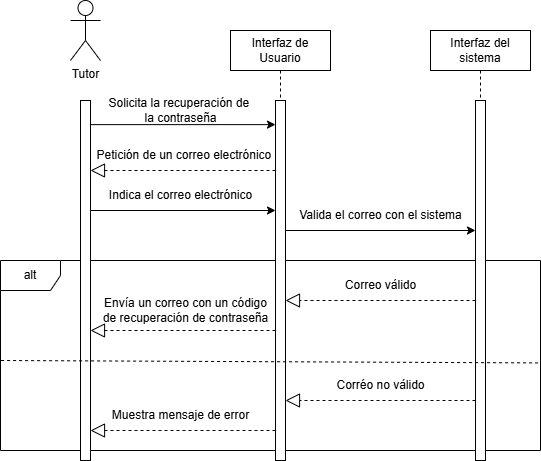 Tutor
Interfaz de
Usuario
Interfaz del
sistema
Solicita la recuperación de
la contraseña
Petición de un correo electrónico
Indica el correo electrónico
Valida el correo con el sistema
alt
Correo válido
Envía un correo con un código
de recuperación de contraseña
Corréo no válido
Muestra mensaje de error